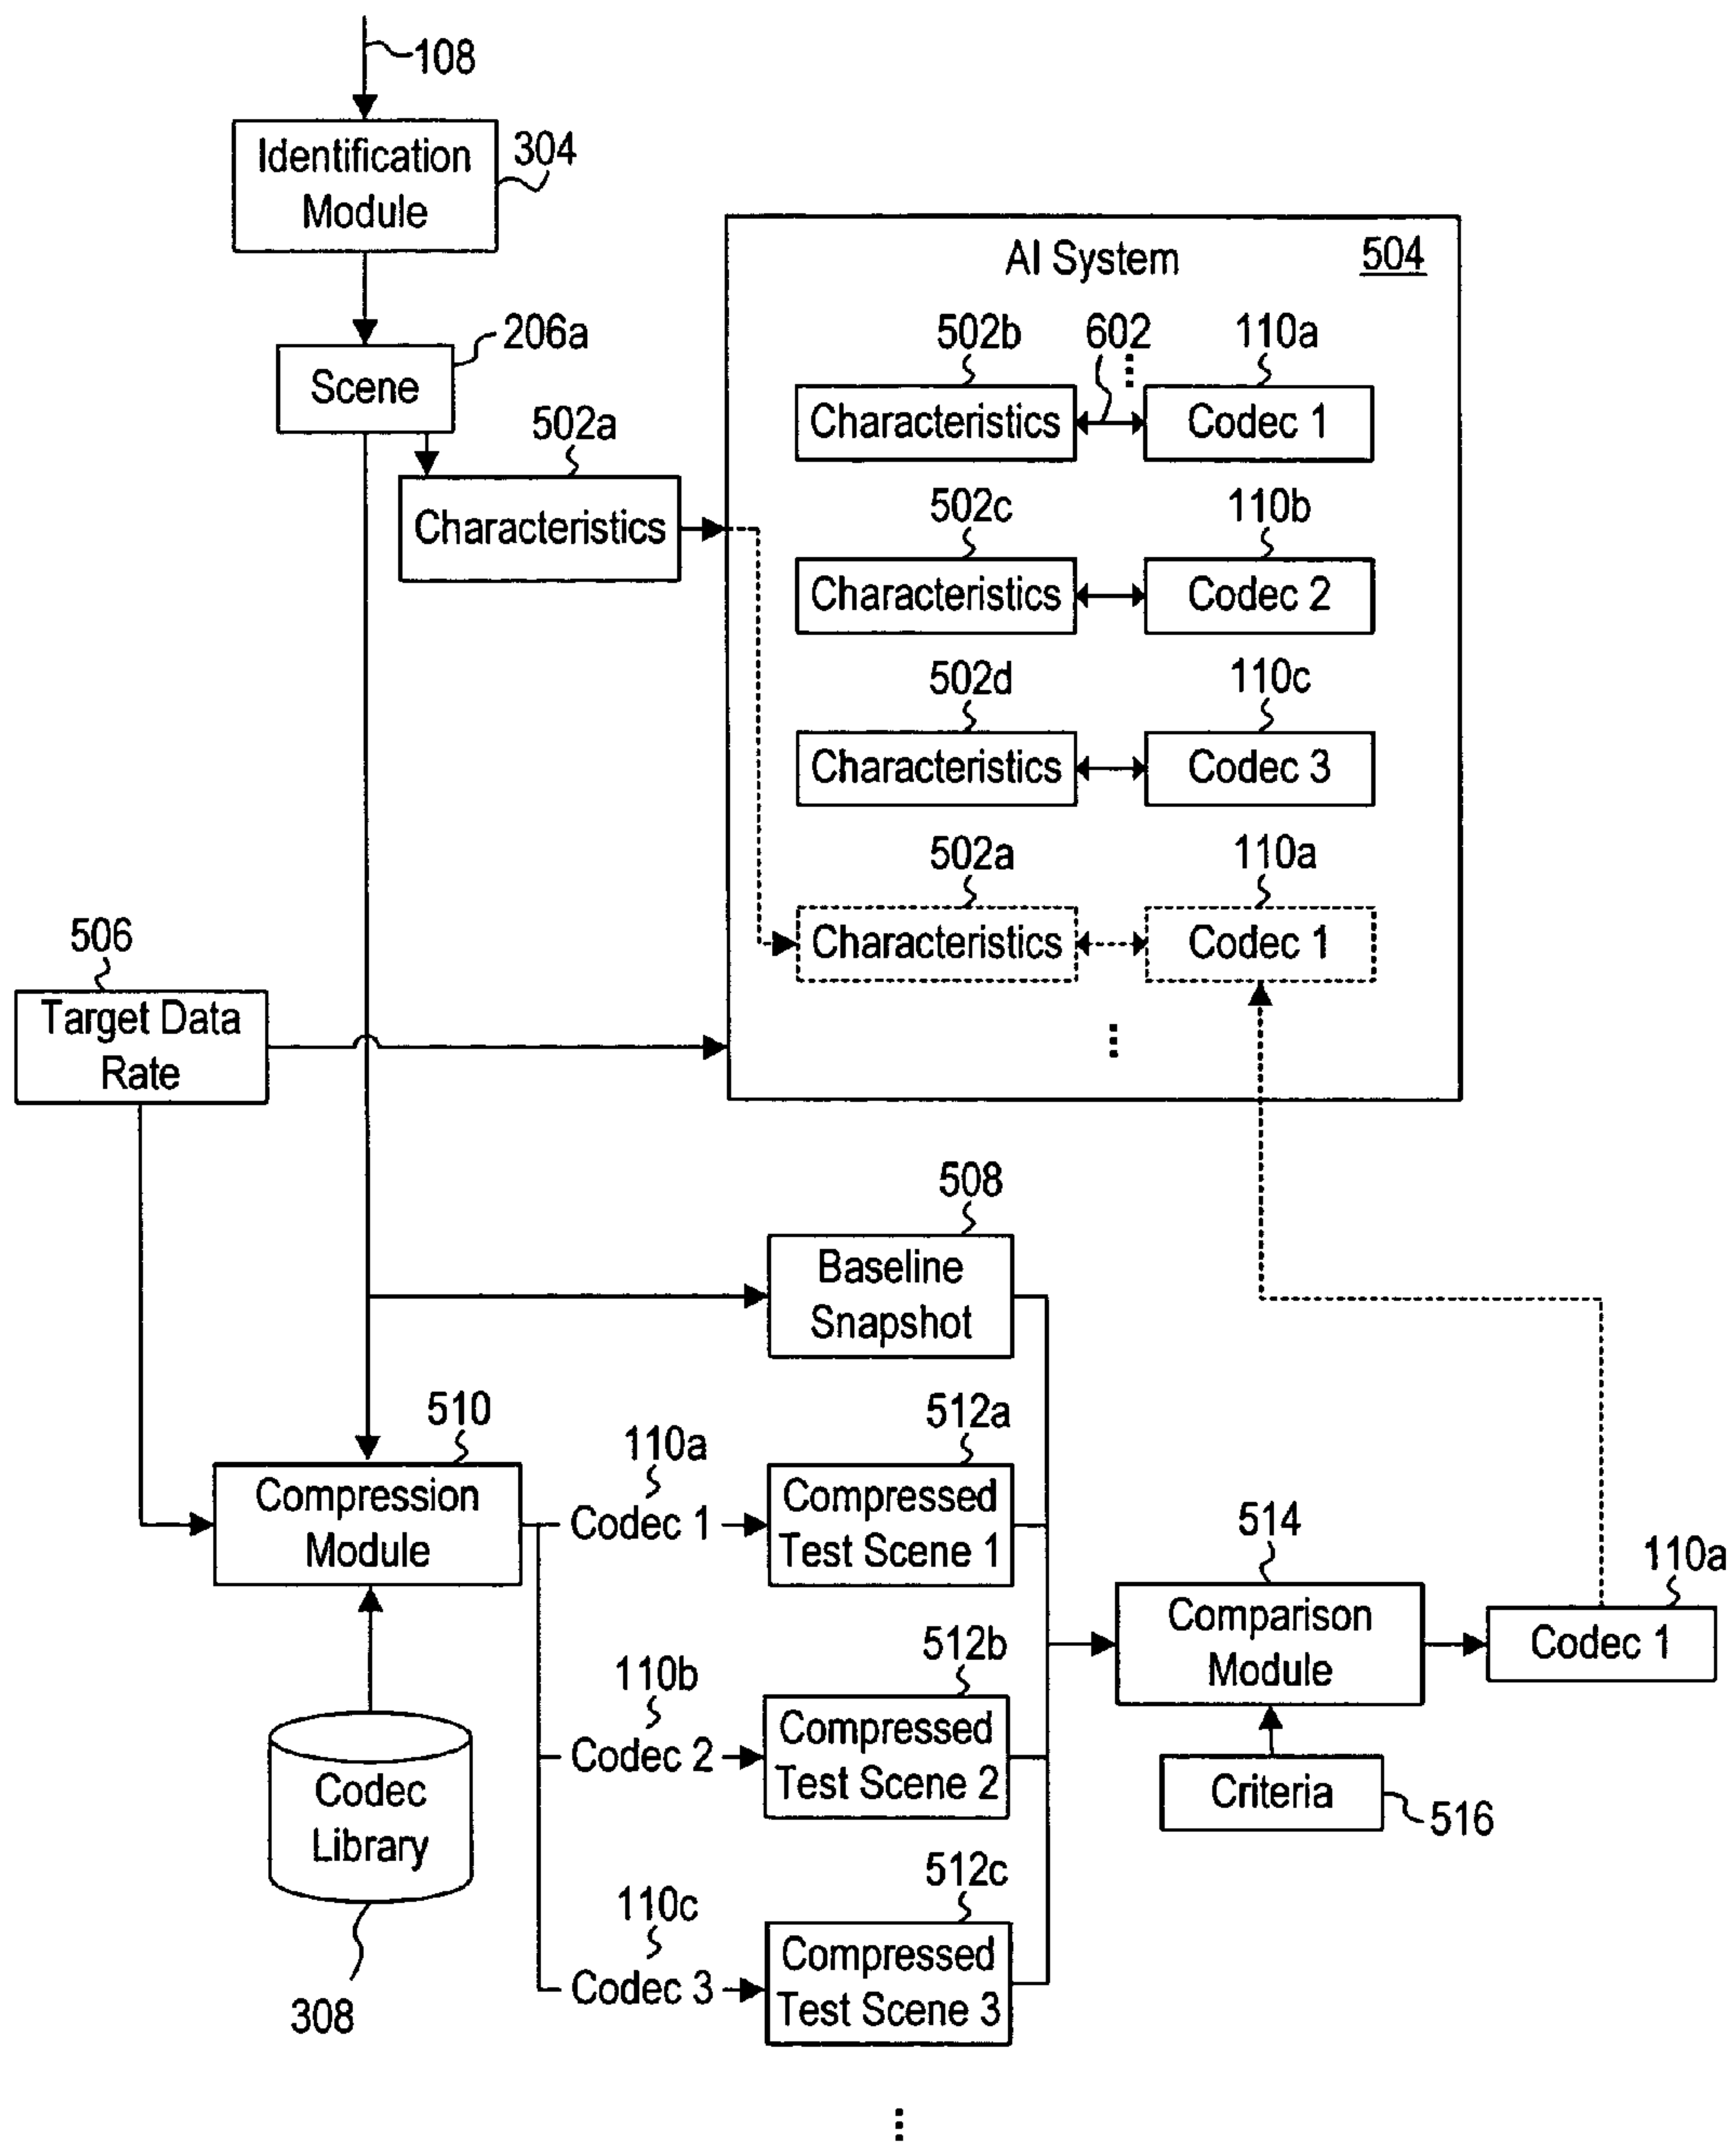 108
Identification
Module
304
AI System
504
Scene
206a
502a
Characteristics
502b
602
110a
Characteristics
Codec 1
502c
110b
Characteristics
Codec 2
502d
110c
Characteristics
Codec 3
502a
110a
Characteristics
Codec 1
506
Target Data
Rate
508
Baseline
Snapshot
510
Compression
Module
110a
Codec 1
512a
Compressed
Test Scene 1
110b
Codec 2
512b
Compressed
Test Scene 2
110c
Codec 3
512c
Compressed
Test Scene 3
Codec
Library
308
514
Comparison
Module
110a
Codec 1
Criteria
516